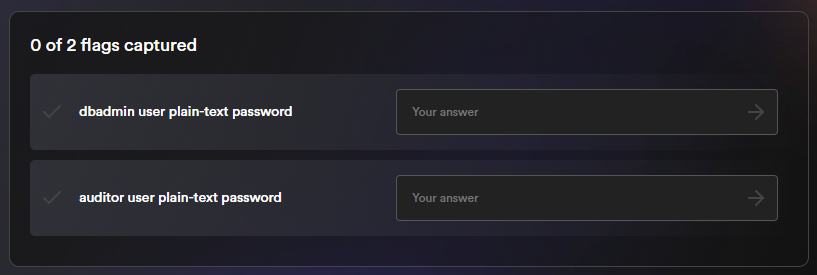 0 of 2 flags captured
dbadmin user plain-text password
Your answer
auditor user plain-text password
Your answer